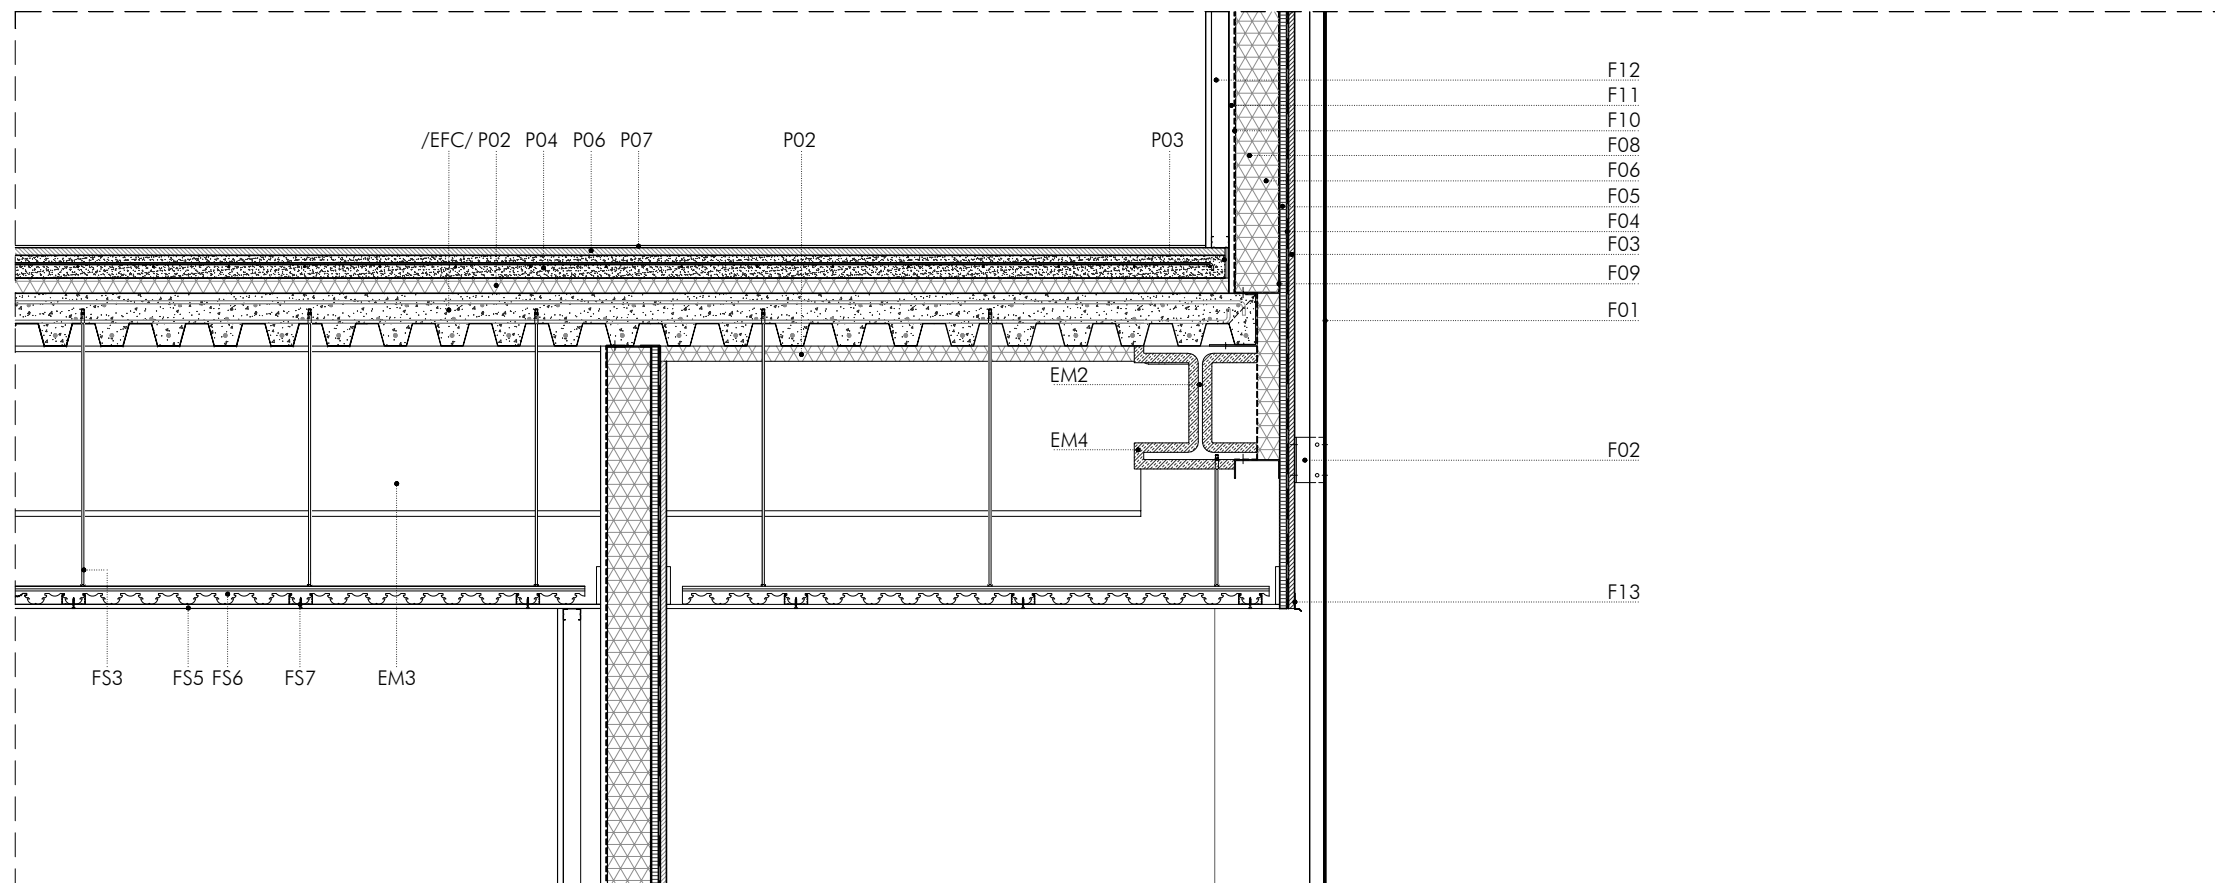 F12
F11
F10
F08
F06
F05
F04
F03
F09
F01
F02
F13
/EFC/ P02 P04 P06 P07 P02 P03
EM2
EM4
FS3 FS5 FS6 FS7 EM3